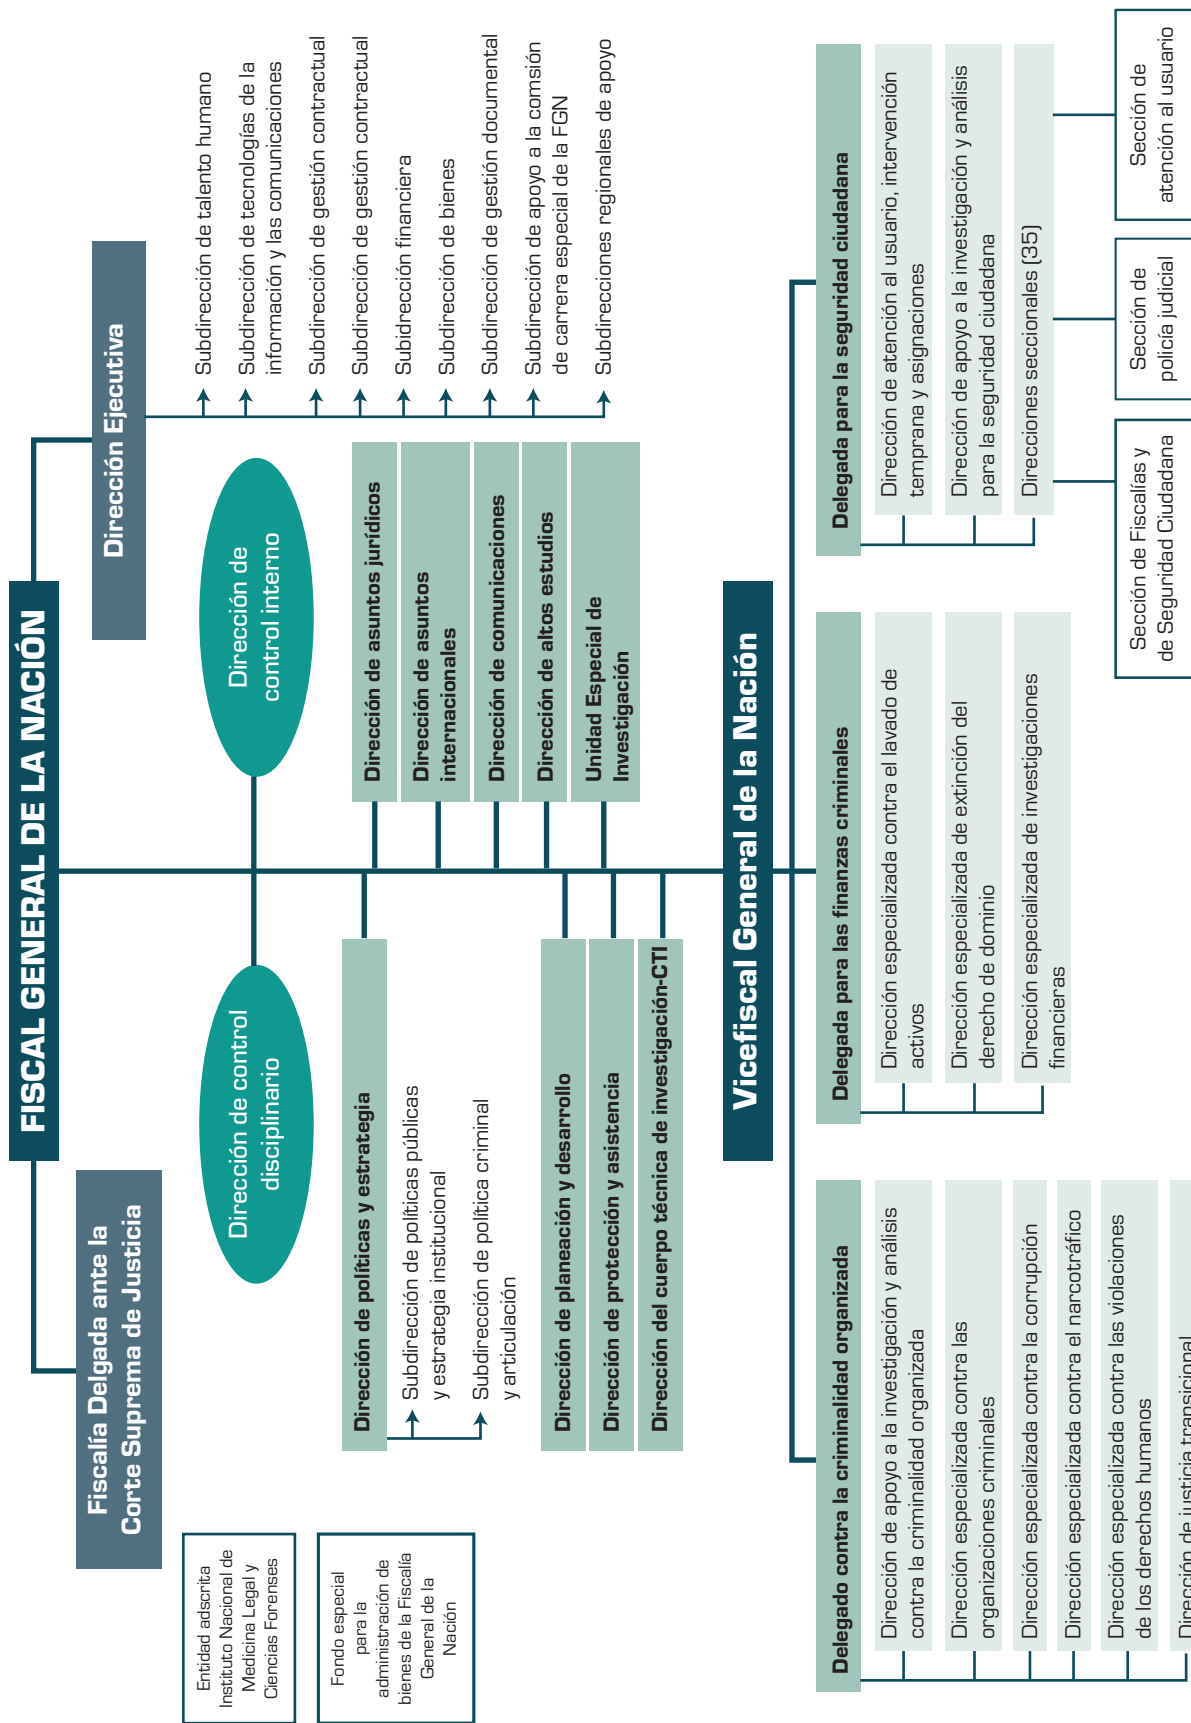 FISCAL GENERAL DE LA NACIÓN
Fiscalía Delgada ante la
Corte Suprema de Justicia
Dirección Ejecutiva
Entidad adscrita
Instituto Nacional de
Medicina Legal y
Ciencias Forenses
Fondo especial
para la
administración de
bienes de la Fiscalía
General de la
Nación
Dirección de control
disciplinario
Dirección de
control interno
Subdirección de talento humano
Subdirección de tecnologías de la
información y las comunicaciones
Subdirección de gestión contractual
Subdirección de gestión contractual
Subidrección financiera
Subdirección de bienes
Subdirección de gestión documental
Subdirección de apoyo a la comsión
de carrera especial de la FGN
Subdirecciones regionales de apoyo
Dirección de políticas y estrategia
Subdirección de políticas públicas
y estrategia institucional
Subdirección de política criminal
y articulación
Dirección de planeación y desarrollo
Dirección de protección y asistencia
Dirección del cuerpo técnica de investigación-CTI
Dirección de asuntos jurídicos
Dirección de asuntos
internacionales
Dirección de comunicaciones
Dirección de altos estudios
Unidad Especial de
Investigación
Vicefiscal General de la Nación
Delegado contra la criminalidad organizada
Dirección de apoyo a la investigación y análisis
contra la criminalidad organizada
Dirección especializada contra las
organizaciones criminales
Dirección especializada contra la corrupción
Dirección especializada contra el narcotráfico
Dirección especializada contra las violaciones
de los derechos humanos
Dirección de justicia transicional
Delegada para las finanzas criminales
Dirección especializada contra el lavado de
activos
Dirección especializada de extinción del
derecho de dominio
Dirección especializada de investigaciones
financieras
Delegada para la seguridad ciudadana
Dirección de atención al usuario, intervención
temprana y asignaciones
Dirección de apoyo a la investigación y análisis
para la seguridad ciudadana
Direcciones seccionales (35)
Sección de Fiscalías y
de Seguridad Ciudadana
Sección de
policía judicial
Sección de
atención al usuario